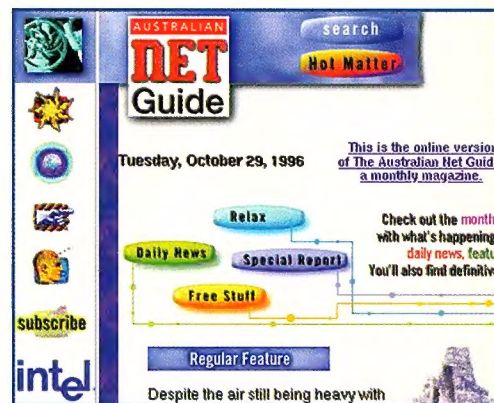 AUSTRALIAN
NET
Guide
search
Hot Matter
Tuesday, October 29, 1996
This is the online version
of The Australian Net Guid
a monthly magazine.
Relax
Daily News
Special Report
Free Stuff
Check out the month
with what's happening
daily news, featu
You'll also find definitiv
subscribe
intel
Regular Feature
Despite the air still being heavy with